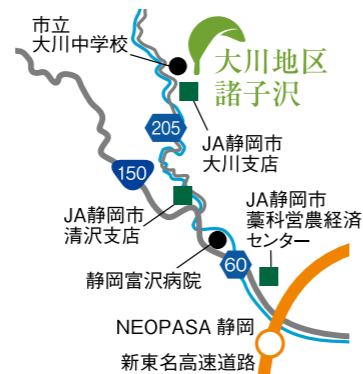 市立
大川中学校
大川地区
諸子沢
205
JA静岡市
大川支店
150
JA静岡市
清沢支店
JA静岡市
藁科営農経済
センター
静岡富沢病院
60
NEOPASA 静岡
新東名高速道路